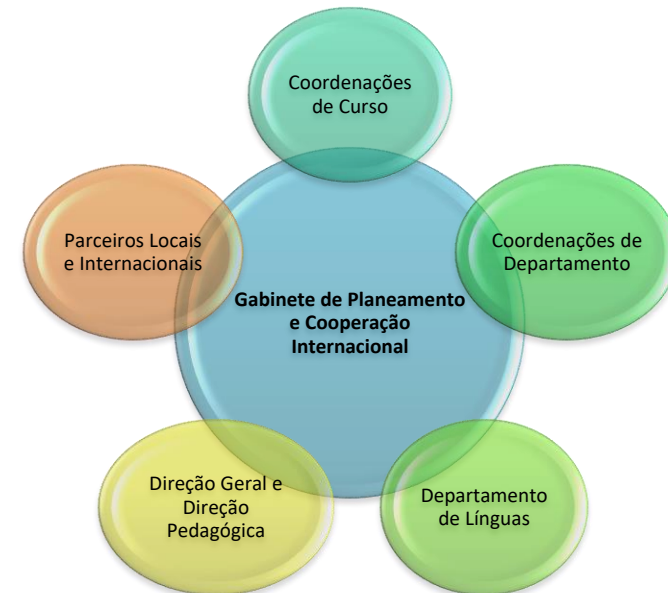 Coordenações
de Curso
Parceiros Locais
e Internacionais
Coordenações de
Departamento
Gabinete de Planeamento
e Cooperação
Internacional
Direção Geral e
Direção
Pedagógica
Departamento
de Línguas